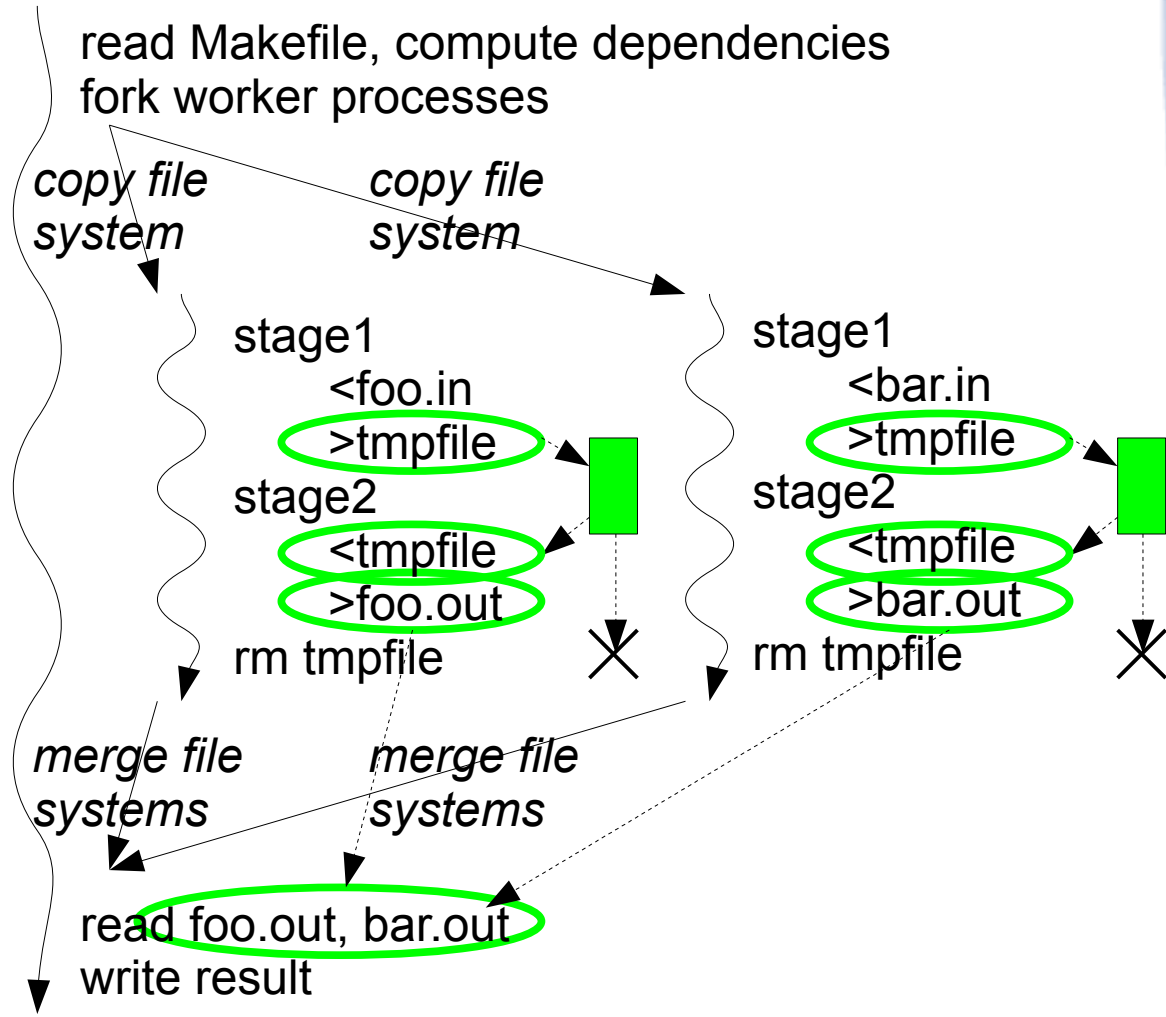 read Makefile, compute dependencies
fork worker processes
copy file
system
copy file
system
stage1
<foo.in
>tmpfile
stage2
<tmpfile
>foo.out
rm tmpfile
stage1
<bar.in
>tmpfile
stage2
<tmpfile
>bar.out
rm tmpfile
merge file
systems
merge file
systems
read foo.out, bar.out
write result